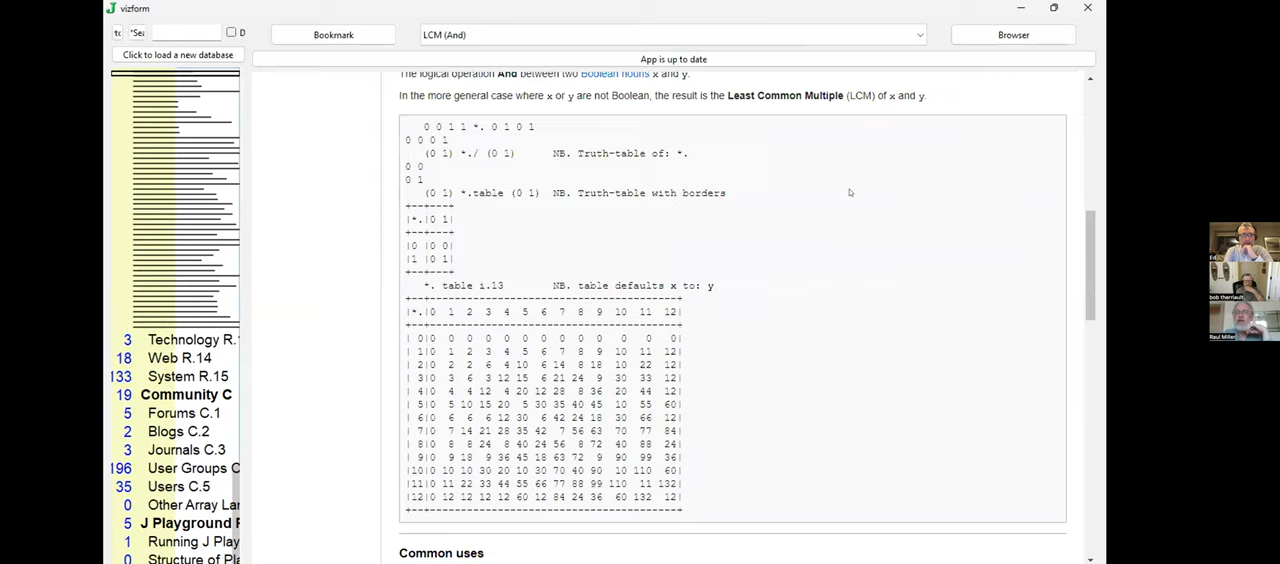 vizform
tc
"Sea
D
Bookmark
LCM (And)
Browser
Click to load a new database
App is up to date
The logical operation And between two Boolean nouns x and y.
In the more general case where x or y are not Boolean, the result is the Least Common Multiple (LCM) of x and y.
0 0 1 1 *. 0 1 0 1
0 0 0 1
(0 1) *./ (0 1) NB. Truth-table of: *.
0 0
0 1
(0 1) *.table (0 1) NB. Truth-table with borders
+--+---+
|*.|0 1|
+--+---+
|0 |0 0|
|1 |0 1|
+--+---+
*. table i.13 NB. table defaults x to: y
+--+--------------------------------------+
|*.|0 1 2 3 4 5 6 7 8 9 10 11 12|
+--+--------------------------------------+
| 0|0 0 0 0 0 0 0 0 0 0 0 0 0|
| 1|0 1 2 3 4 5 6 7 8 9 10 11 12|
| 2|0 2 2 6 4 10 6 14 8 18 10 22 12|
| 3|0 3 6 3 12 15 6 21 24 9 30 33 12|
| 4|0 4 4 12 4 20 12 28 8 36 20 44 12|
| 5|0 5 10 15 20 5 30 35 40 45 10 55 60|
| 6|0 6 6 6 12 30 6 42 24 18 30 66 12|
| 7|0 7 14 21 28 35 42 7 56 63 70 77 84|
| 8|0 8 8 24 8 40 24 56 8 72 40 88 24|
| 9|0 9 18 9 36 45 18 63 72 9 90 99 36|
|10|0 10 10 30 20 10 30 70 40 90 10 110 60|
|11|0 11 22 33 44 55 66 77 88 99 110 11 132|
|12|0 12 12 12 12 60 12 84 24 36 60 132 12|
+--+--------------------------------------+
Common uses
3 Technology R.
18 Web R.14
133 System R.15
19 Community C
5 Forums C.1
2 Blogs C.2
3 Journals C.3
196 User Groups C
35 Users C.5
0 Other Array Lan
5 J Playground
1 Running J Play
0 Structure of Pla
Ed
bob therriault
Raul Miller